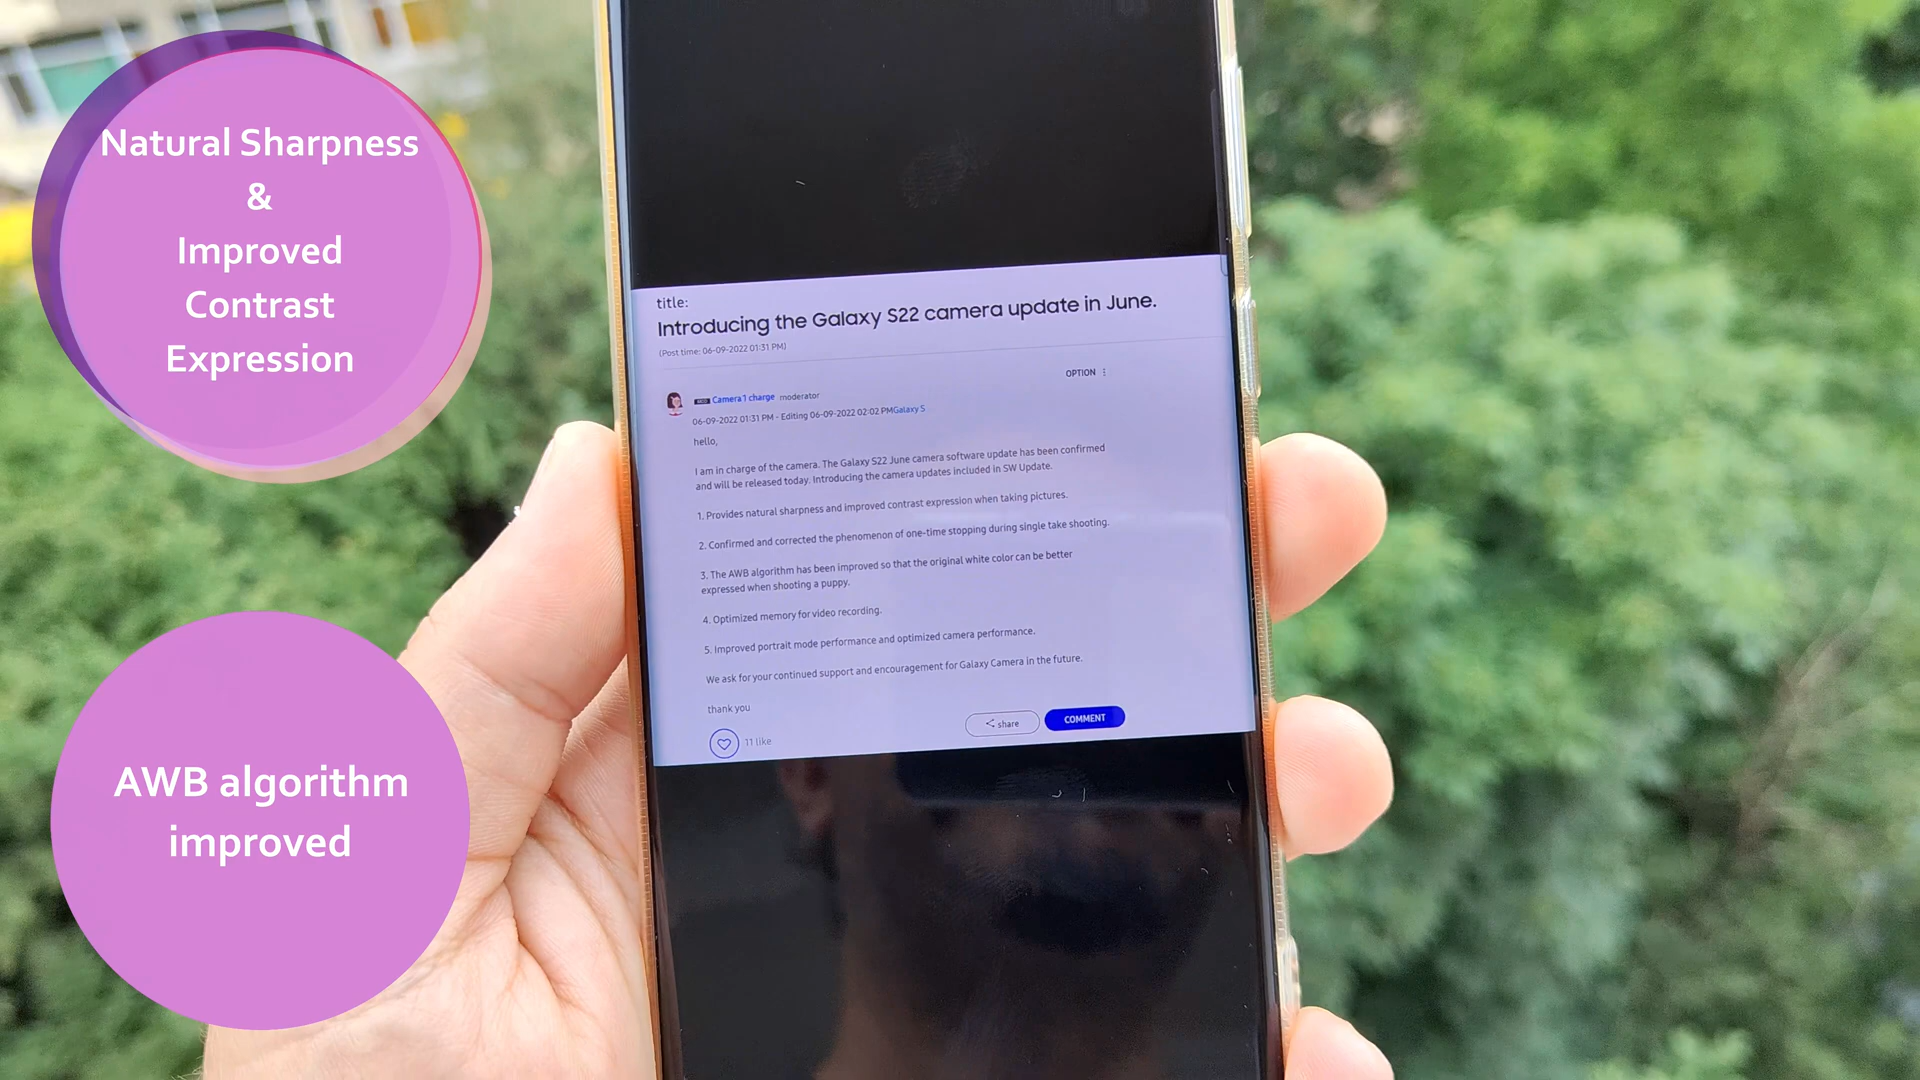 Natural Sharpness
&
Improved
Contrast
Expression
AWB algorithm
improved
title:
Introducing the Galaxy S22 camera update in June.
(Post time: 06-09-2022 01:31 PM)
OPTION
Camera1 charge moderator
06-09-2022 01:31 PM - Editing 06-09-2022 02:02 PMGalaxy S
hello,
I am in charge of the camera. The Galaxy S22 June camera software update has been confirmed
and will be released today. Introducing the camera updates included in SW Update.
1. Provides natural sharpness and improved contrast expression when taking pictures.
2. Confirmed and corrected the phenomenon of one-time stopping during single take shooting.
3. The AWB algorithm has been improved so that the original white color can be better
expressed when shooting a puppy.
4. Optimized memory for video recording.
5. Improved portrait mode performance and optimized camera performance.
We ask for your continued support and encouragement for Galaxy Camera in the future.
thank you
11 like
share
COMMENT